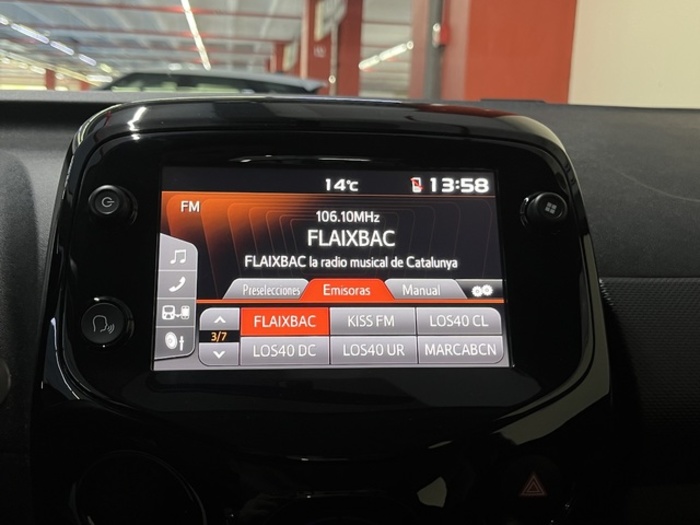 14°C 13:58
FM
106.10MHz
FLAIXBAC
FLAIXBAC la radio musical de Catalunya
Preselecciones Emisoras Manual
FLAIXBAC KISS FM LOS40 CL
3/7
LOS40 DC LOS40 UR MARCABCN